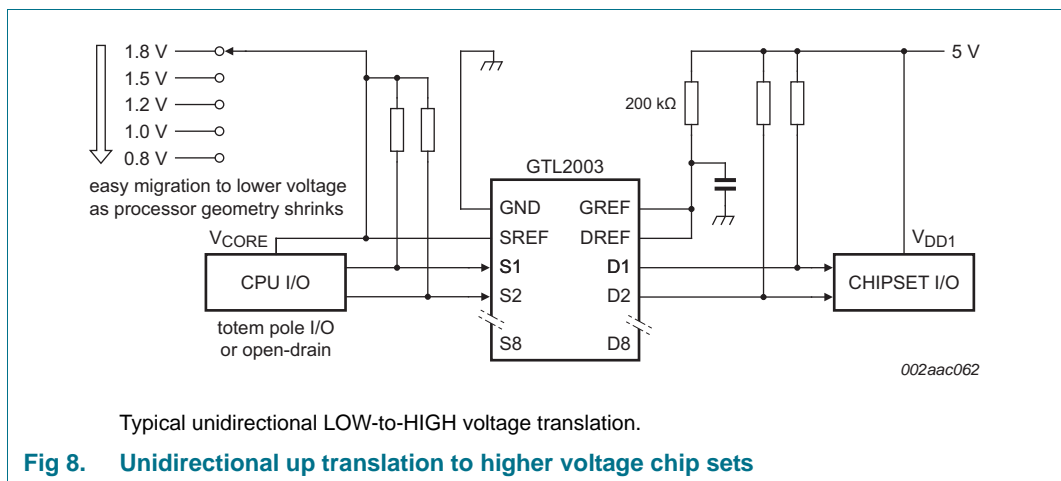 1.8 V
1.5 V
1.2 V
1.0 V
0.8 V
easy migration to lower voltage
as processor geometry shrinks
5 V
200 kΩ
GTL2003
GND GREF
SREF DREF
S1 D1
S2 D2
S8 D8
VCORE
CPU I/O
totem pole I/O
or open-drain
VDD1
CHIPSET I/O
002aac062
Typical unidirectional LOW-to-HIGH voltage translation.
Fig 8. Unidirectional up translation to higher voltage chip sets